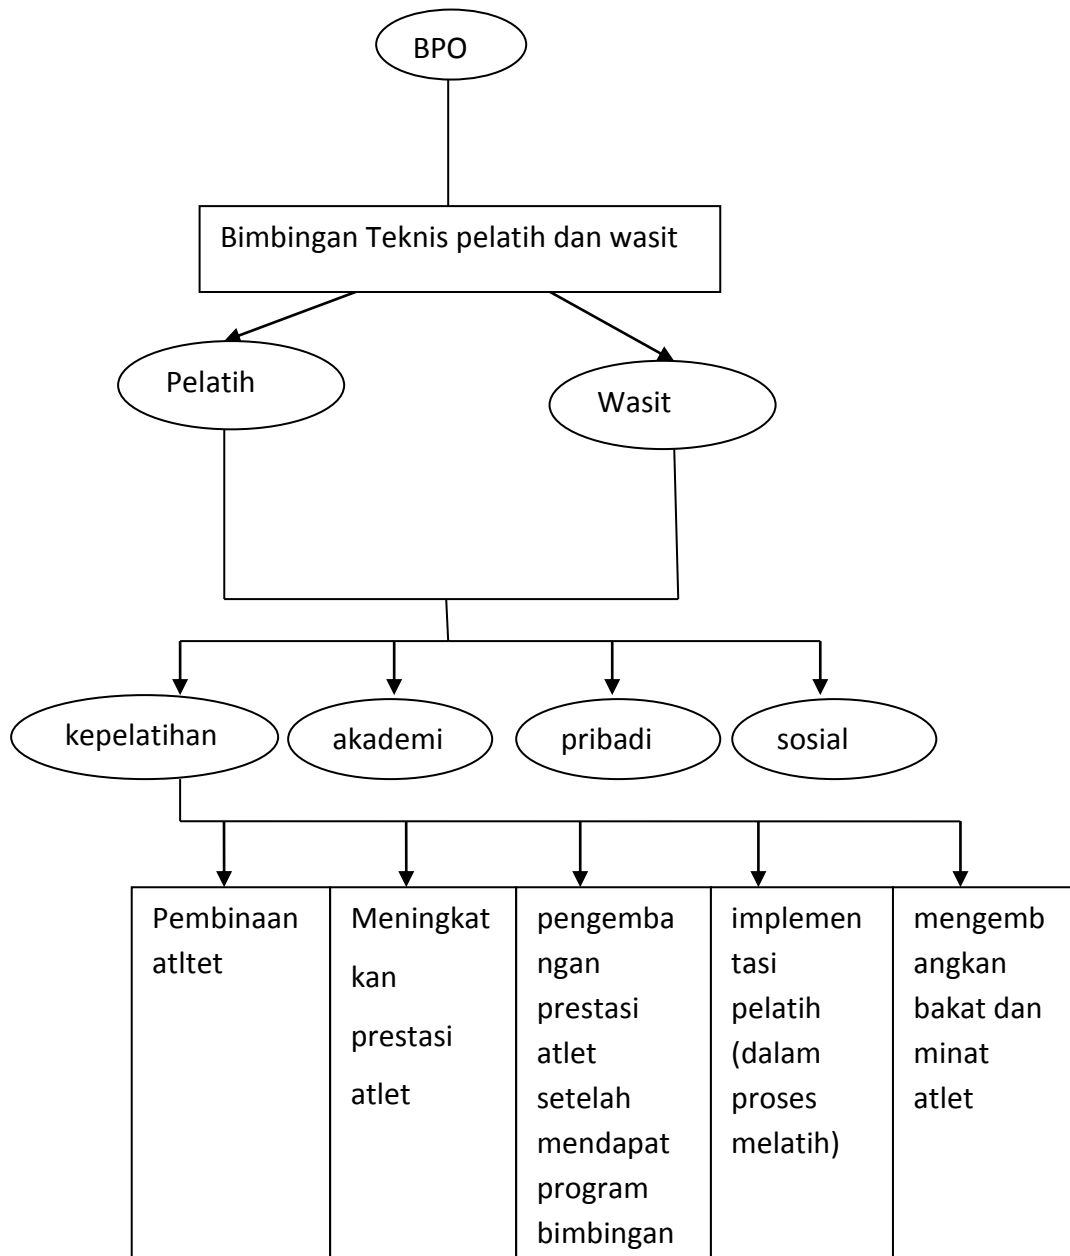 BPO
Bimbingan Teknis pelatih dan wasit
Pelatih
Wasit
kepelatihan
akademi
pribadi
sosial
Pembinaan
atltet
Meningkat
kan
prestasi
atlet
pengemba
ngan
prestasi
atlet
setelah
mendapat
program
bimbingan
implemen
tasi
pelatih
(dalam
proses
melatih)
mengemb
angkan
bakat dan
minat
atlet